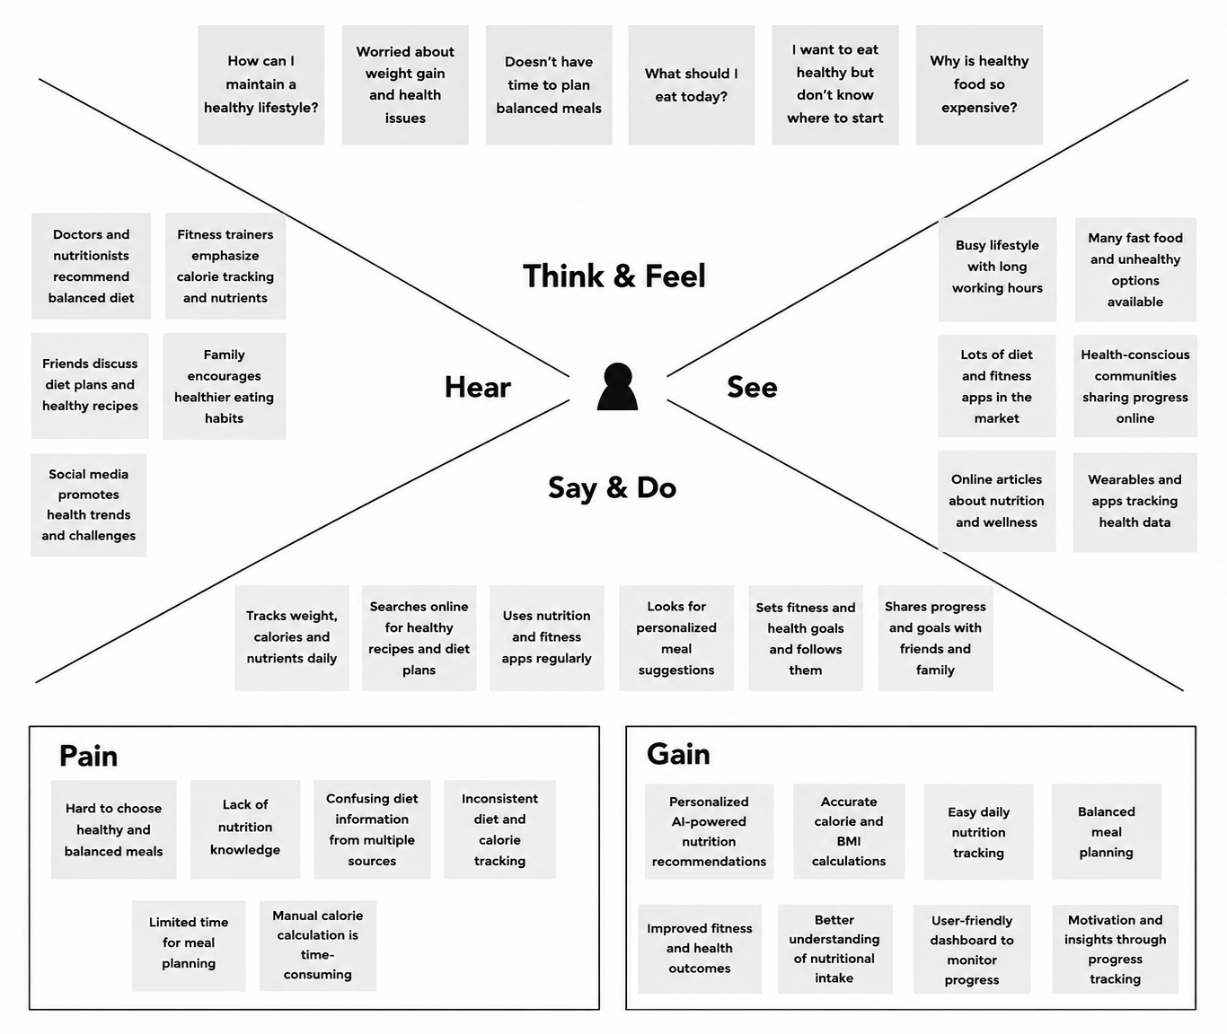 How can I
maintain a
healthy lifestyle?
Worried about
weight gain
and health
issues
Doesn't have
time to plan
balanced meals
What should I
eat today?
I want to eat
healthy but
don't know
where to start
Why is healthy
food so
expensive?
Think & Feel
Doctors and
nutritionists
recommend
balanced diet
Fitness trainers
emphasize
calorie tracking
and nutrients
Friends discuss
diet plans and
healthy recipes
Family
encourages
healthier eating
habits
Social media
promotes
health trends
and challenges
Hear
See
Busy lifestyle
with long
working hours
Many fast food
and unhealthy
options
available
Lots of diet
and fitness
apps in the
market
Health-conscious
communities
sharing progress
online
Online articles
about nutrition
and wellness
Wearables and
apps tracking
health data
Say & Do
Tracks weight,
calories and
nutrients daily
Searches online
for healthy
recipes and diet
plans
Uses nutrition
and fitness
apps regularly
Looks for
personalized
meal
suggestions
Sets fitness and
health goals
and follows
them
Shares progress
and goals with
friends and
family
Pain
Hard to choose
healthy and
balanced meals
Lack of
nutrition
knowledge
Confusing diet
information
from multiple
sources
Inconsistent
diet and
calorie
tracking
Limited time
for meal
planning
Manual calorie
calculation is
time-
consuming
Gain
Personalized
AI-powered
nutrition
recommendations
Accurate
calorie and
BMI
calculations
Easy daily
nutrition
tracking
Balanced
meal
planning
Improved fitness
and health
outcomes
Better
understanding
of nutritional
intake
User-friendly
dashboard to
monitor
progress
Motivation and
insights through
progress
tracking